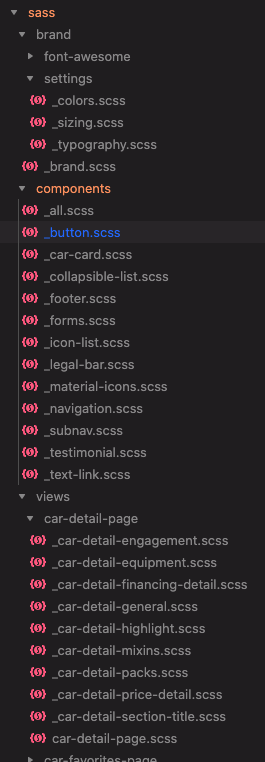 sass
brand
font-awesome
settings
_colors.scss
_sizing.scss
_typography.scss
_brand.scss
components
_all.scss
_button.scss
_car-card.scss
_collapsible-list.scss
_footer.scss
_forms.scss
_icon-list.scss
_legal-bar.scss
_material-icons.scss
_navigation.scss
_subnav.scss
_testimonial.scss
_text-link.scss
views
car-detail-page
_car-detail-engagement.scss
_car-detail-equipment.scss
_car-detail-financing-detail.scss
_car-detail-general.scss
_car-detail-highlight.scss
_car-detail-mixins.scss
_car-detail-packs.scss
_car-detail-price-detail.scss
_car-detail-section-title.scss
car-detail-page.scss
car-favorites-page